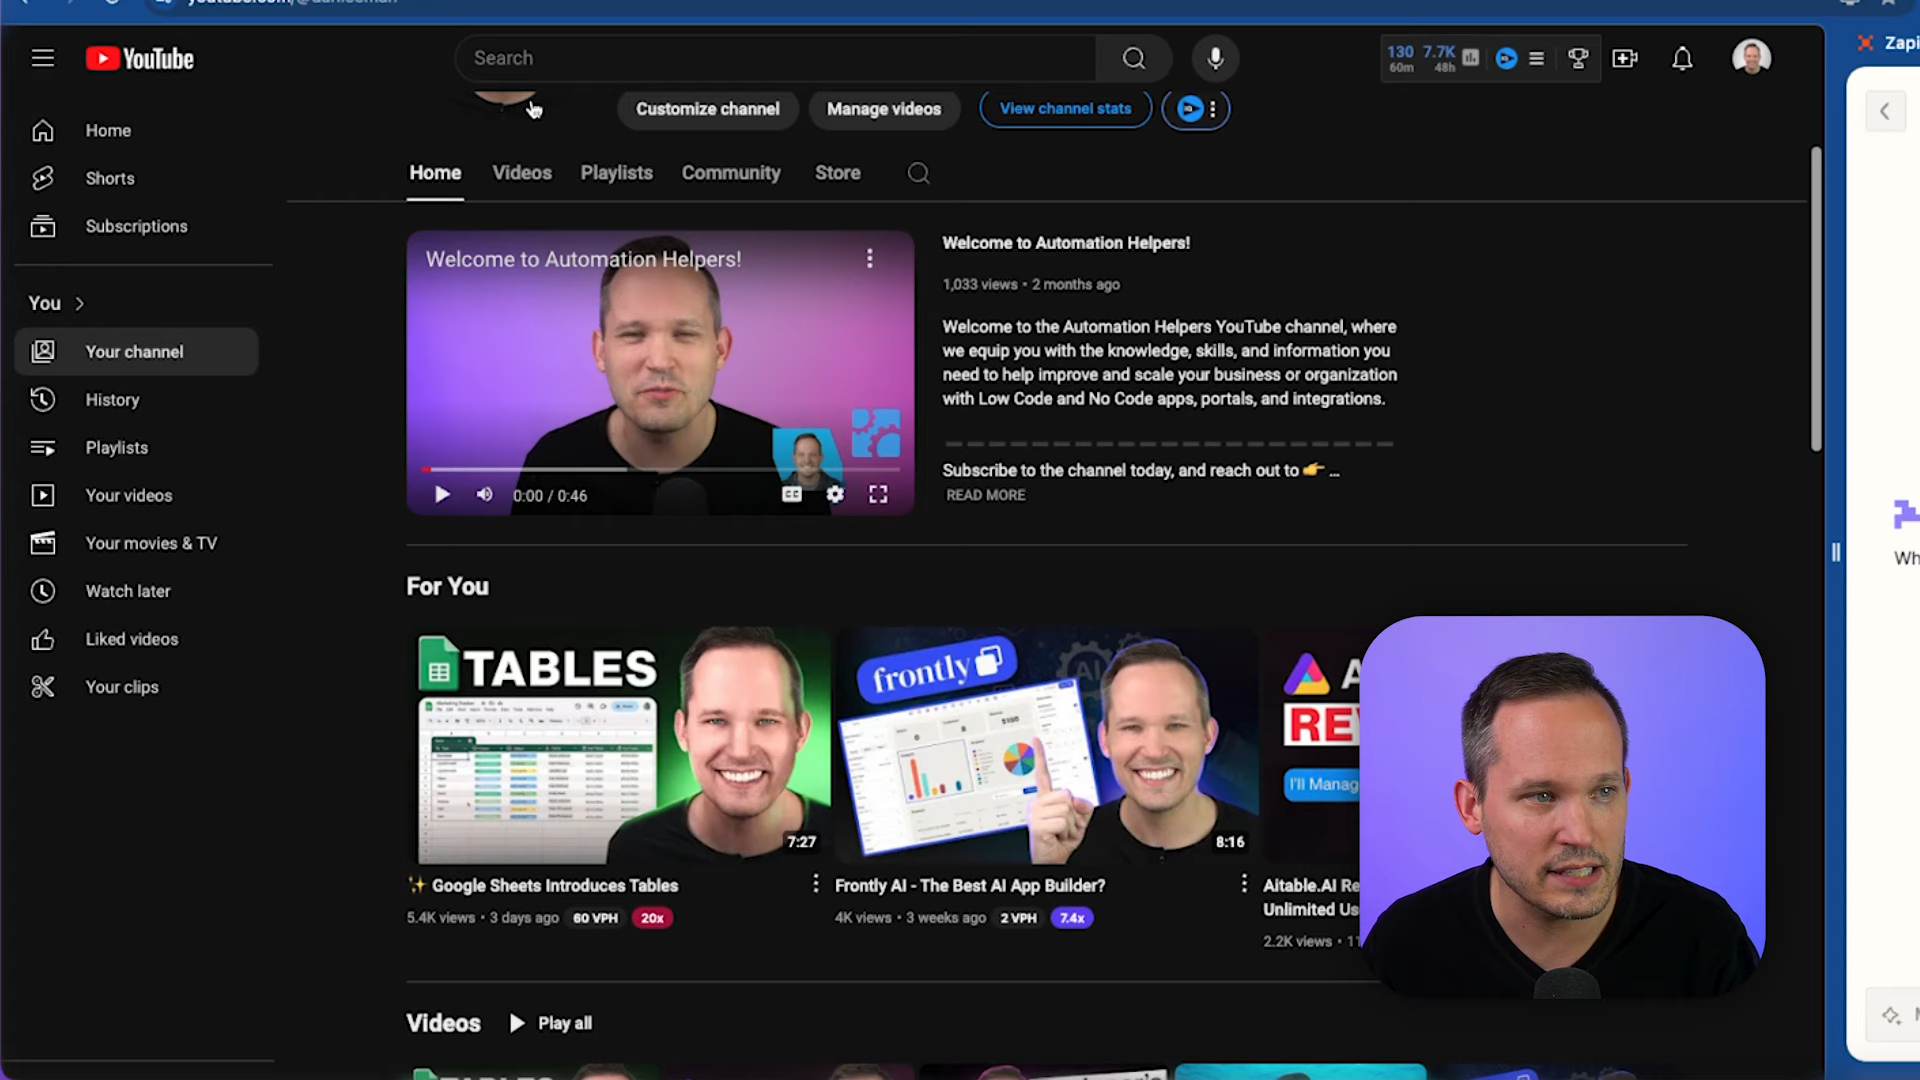 YouTube
Search
130 7.7K
60m 48h
Zapi
Customize channel
Manage videos
View channel stats
Home
Shorts
Subscriptions
You
Your channel
History
Playlists
Your videos
Your movies & TV
Watch later
Liked videos
Your clips
Home Videos Playlists Community Store
Welcome to Automation Helpers!
0:00 / 0:46
CC
Welcome to Automation Helpers!
1,033 views • 2 months ago
Welcome to the Automation Helpers YouTube channel, where
we equip you with the knowledge, skills, and information you
need to help improve and scale your business or organization
with Low Code and No Code apps, portals, and integrations.
Subscribe to the channel today, and reach out to 👉 ...
READ MORE
Wh
For You
TABLES
7:27
✨ Google Sheets Introduces Tables
5.4K views • 3 days ago 60 VPH 20x
frontly
AI
$100
8:16
Frontly AI - The Best AI App Builder?
4K views • 3 weeks ago 2 VPH 7.4x
A
RE
I'll Manag
Aitable.AI Re
Unlimited Us
2.2K views • 1
Videos
Play all